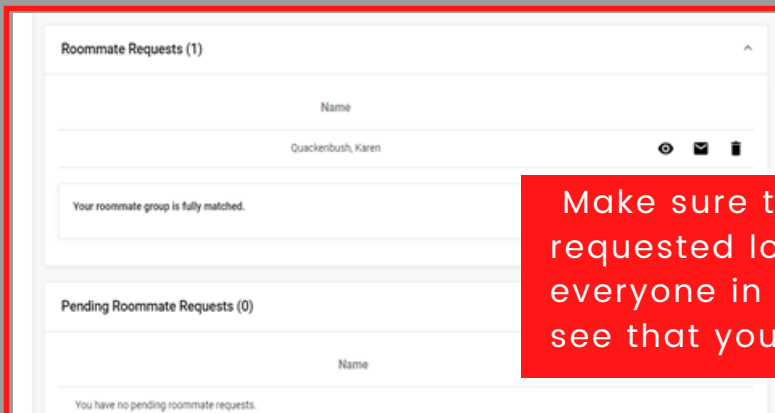 Roommate Requests (1)
Name
Quackenbush, Karen
Your roommate group is fully matched.
Make sure
requested
everyone in
see that you
Pending Roommate Requests (0)
Name
You have no pending roommate requests.